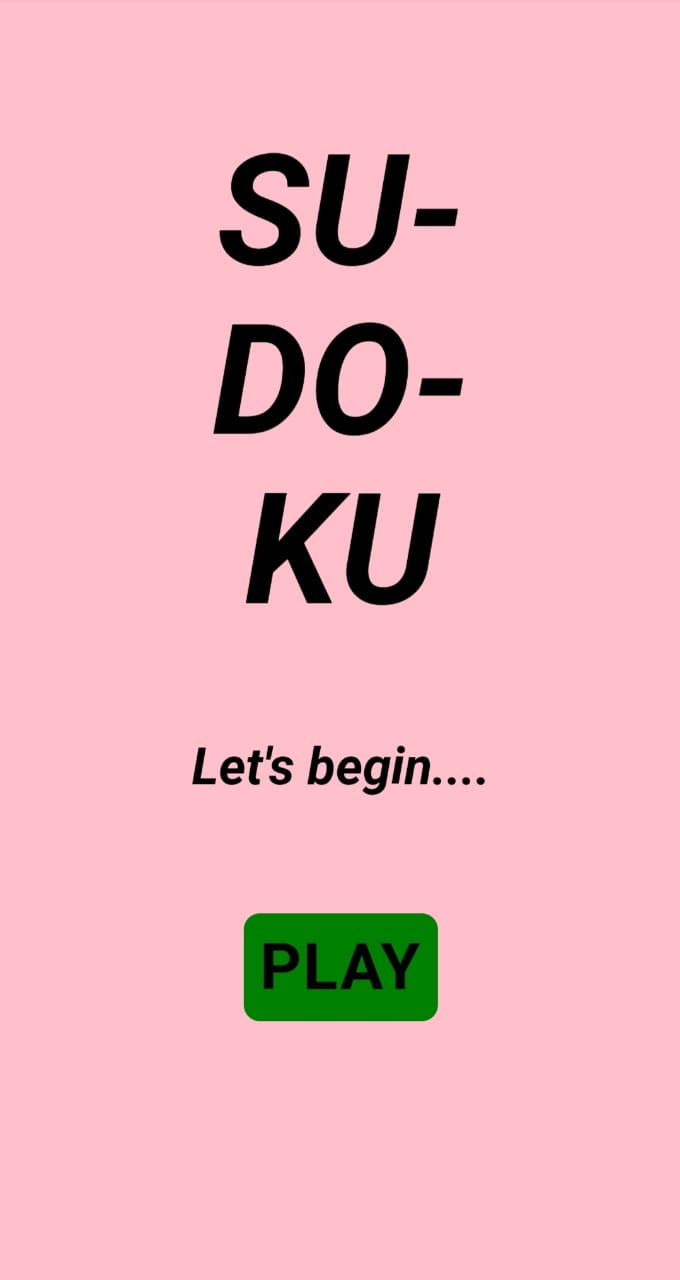 SU-
DO-
KU
Let's begin....
PLAY